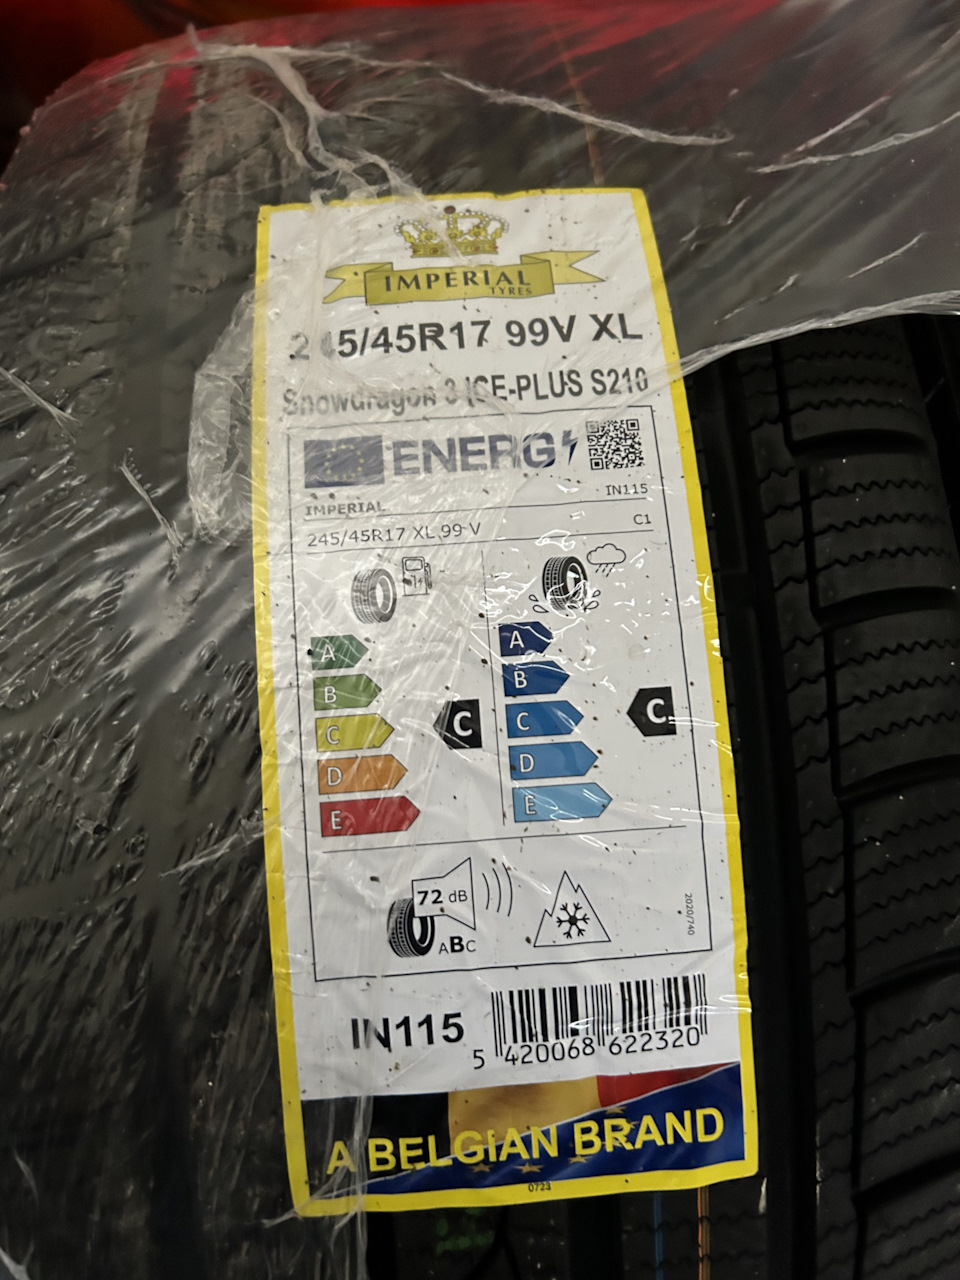 IMPERIAL
TYRES
245/45R17 99V XL
Snowdragon 3 ICE-PLUS S210
ENERG
IMPERIAL
IN115
245/45R17 XL 99 V
C1
A
B
C
D
E
C
A
B
C
D
E
C
72 dB
ABC
2020/740
IN115
5 420068 622320
A BELGIAN BRAND
0723